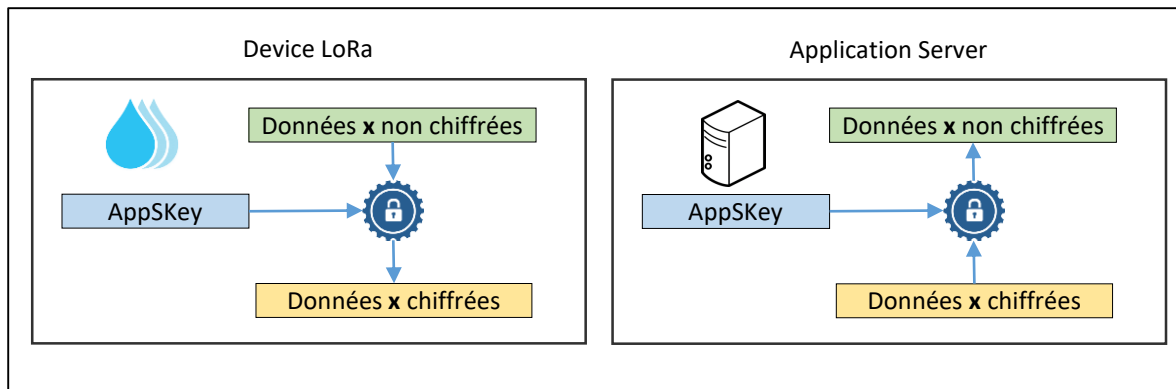 Device LoRa
Données x non chiffrées
AppSKey
Données x chiffrées
Application Server
Données x non chiffrées
AppSKey
Données x chiffrées